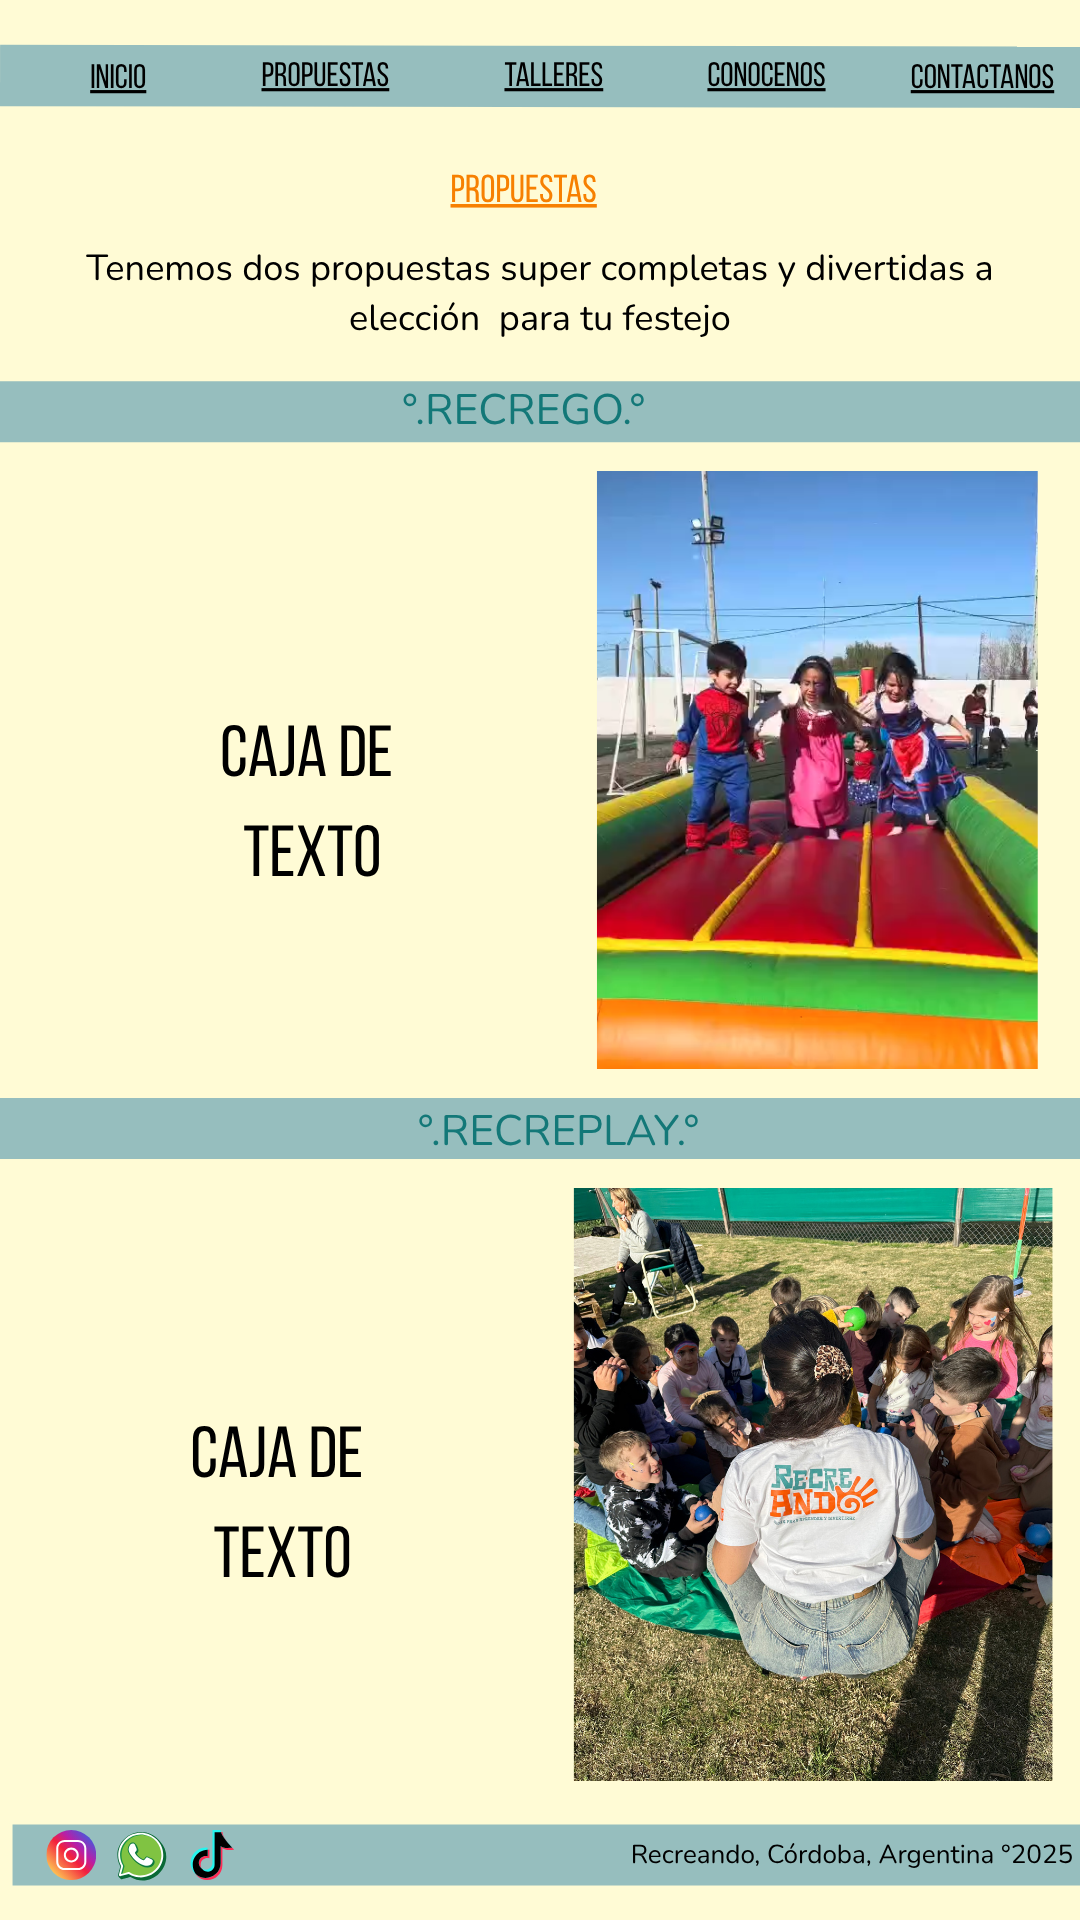 INICIO PROPUESTAS TALLERES CONOCENOS CONTACTANOS
PROPUESTAS
Tenemos dos propuestas super completas y divertidas a
elección para tu festejo
°.RECREGO.°
CAJA DE
TEXTO
°.RECREPLAY.°
CAJA DE
TEXTO
RECRE
ANDO
Recreando, Córdoba, Argentina °2025